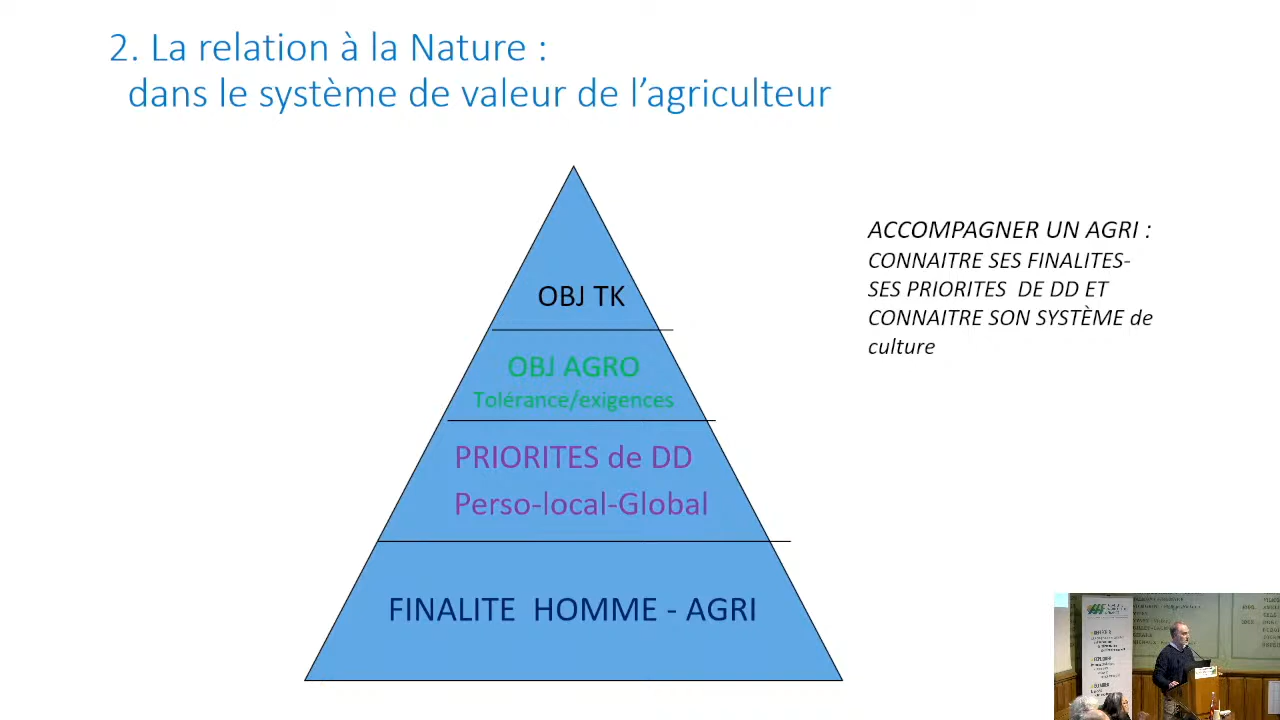 2. La relation à la Nature :
dans le système de valeur de l’agriculteur
OBJ TK
OBJ AGRO
Tolérance/exigences
PRIORITES de DD
Perso-local-Global
FINALITE HOMME - AGRI
ACCOMPAGNER UN AGRI :
CONNAITRE SES FINALITES-
SES PRIORITES DE DD ET
CONNAITRE SON SYSTÈME de
culture